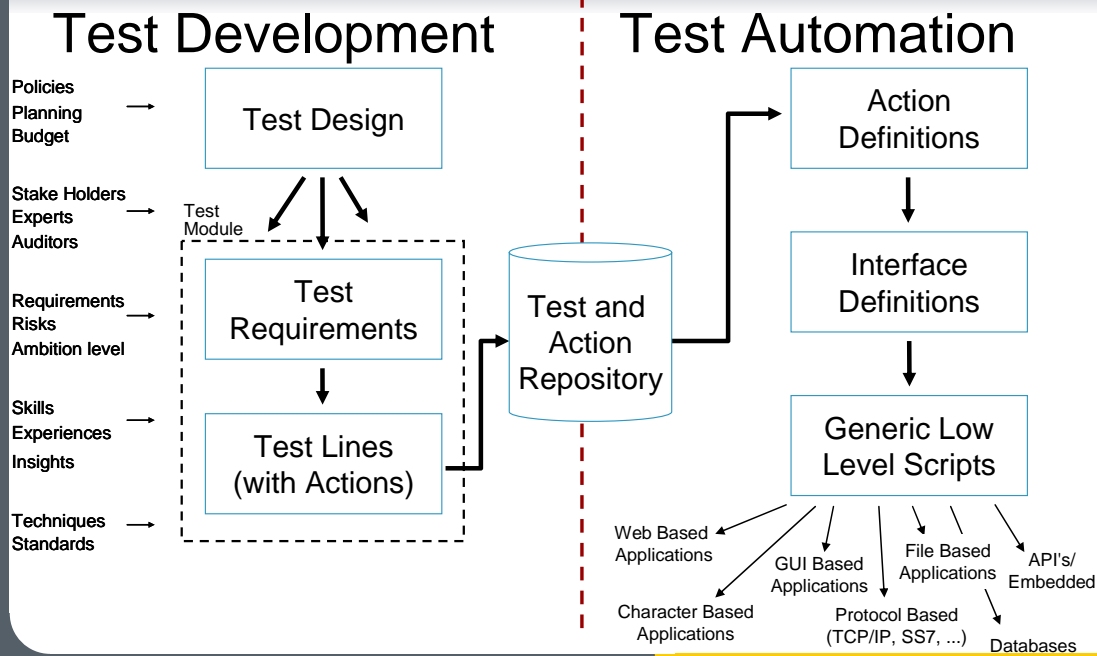 Test Development
Test Automation
Policies
Planning
Budget
Stake Holders
Experts
Auditors
Requirements
Risks
Ambition level
Skills
Experiences
Insights
Techniques
Standards
Test Design
Test
Module
Test
Requirements
Test Lines
(with Actions)
Test and
Action
Repository
Action
Definitions
Interface
Definitions
Generic Low
Level Scripts
Web Based
Applications
Character Based
Applications
GUI Based
Applications
Protocol Based
(TCP/IP, SS7, ...)
File Based
Applications
Databases
API's/
Embedded